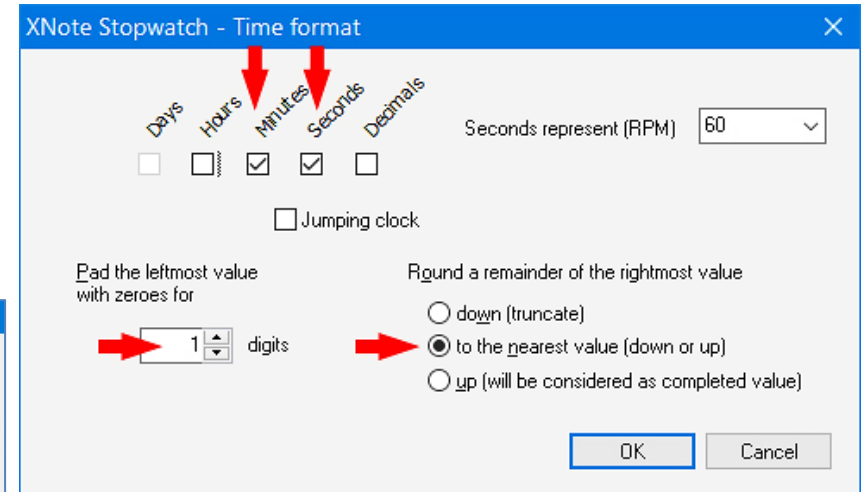 XNote Stopwatch - Time format
Days Hours Minutes Seconds Decimals
Seconds represent (RPM) 60
Jumping clock
Pad the leftmost value
with zeroes for
1 digits
Round a remainder of the rightmost value
down (truncate)
to the nearest value (down or up)
up (will be considered as completed value)
OK Cancel